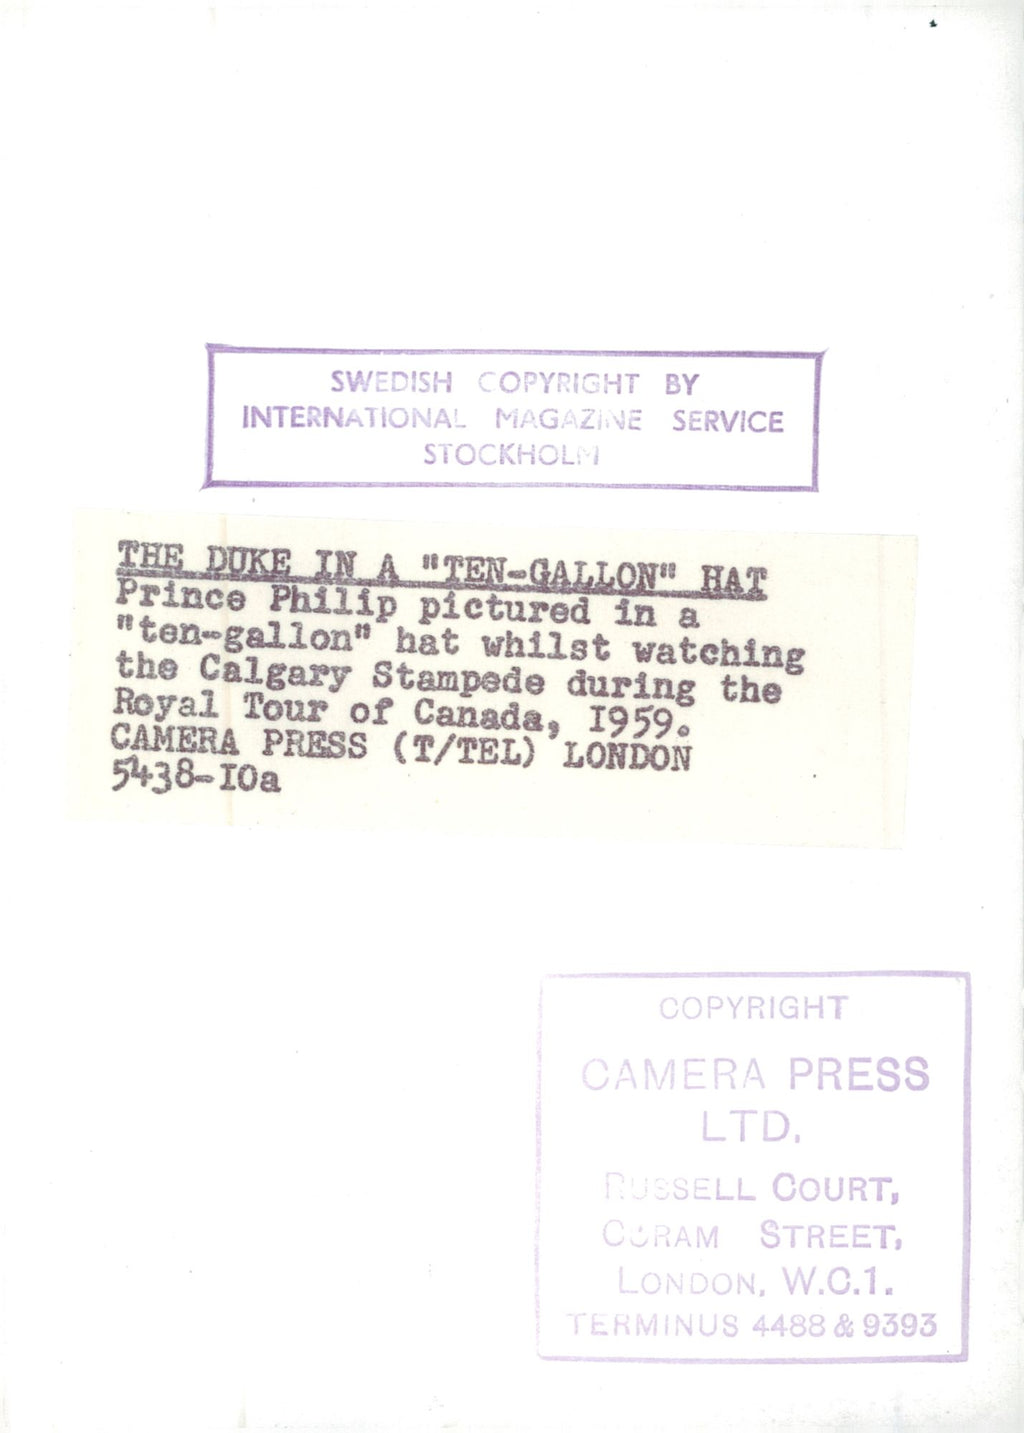 SWEDISH COPYRIGHT BY
INTERNATIONAL MAGAZINE SERVICE
STOCKHOLM
THE DUKE IN A "TEN-GALLON" HAT
Prince Philip pictured in a
"ten-gallon" hat whilst watching
the Calgary Stampede during the
Royal Tour of Canada, I959.
CAMERA PRESS (T/TEL) LONDON
5438-I0a
COPYRIGHT
CAMERA PRESS
LTD.
RUSSELL COURT,
CORAM STREET,
LONDON, W.C.1.
TERMINUS 4488 & 9393